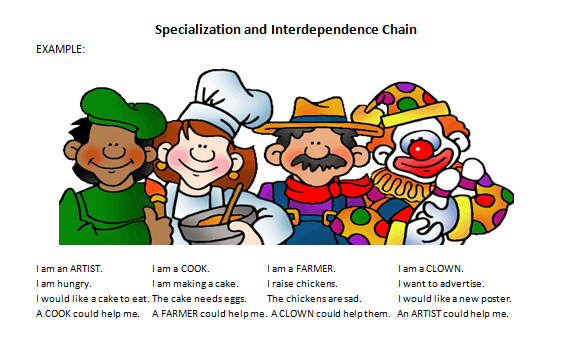 Specialization and Interdependence Chain
EXAMPLE:
I am an ARTIST. I am a COOK. I am a FARMER. I am a CLOWN.
I am hungry. I am making a cake. I raise chickens. I want to advertise.
I would like a cake to eat. The cake needs eggs. The chickens are sad. I would like a new poster.
A COOK could help me. A FARMER could help me. A CLOWN could help them. An ARTIST could help me.